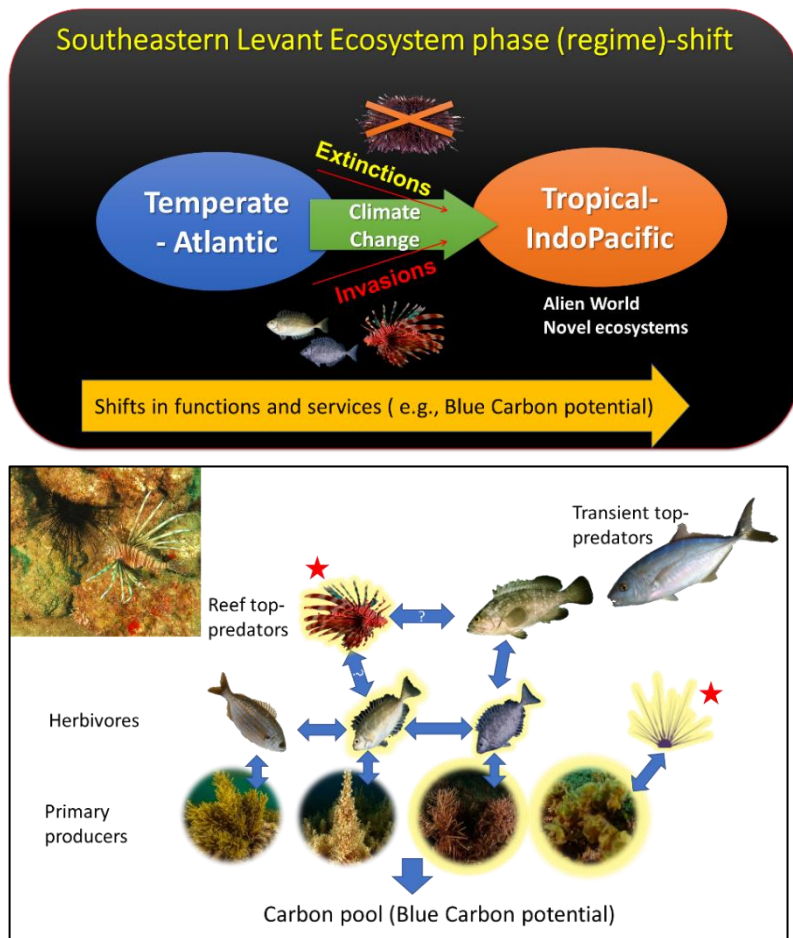 Southeastern Levant Ecosystem phase (regime)-shift
Extinctions
Temperate
- Atlantic
Climate
Change
Tropical-
IndoPacific
Invasions
Alien World
Novel ecosystems
Shifts in functions and services ( e.g., Blue Carbon potential)
Transient top-
predators
Reef top-
predators
?
?
Herbivores
Primary
producers
Carbon pool (Blue Carbon potential)